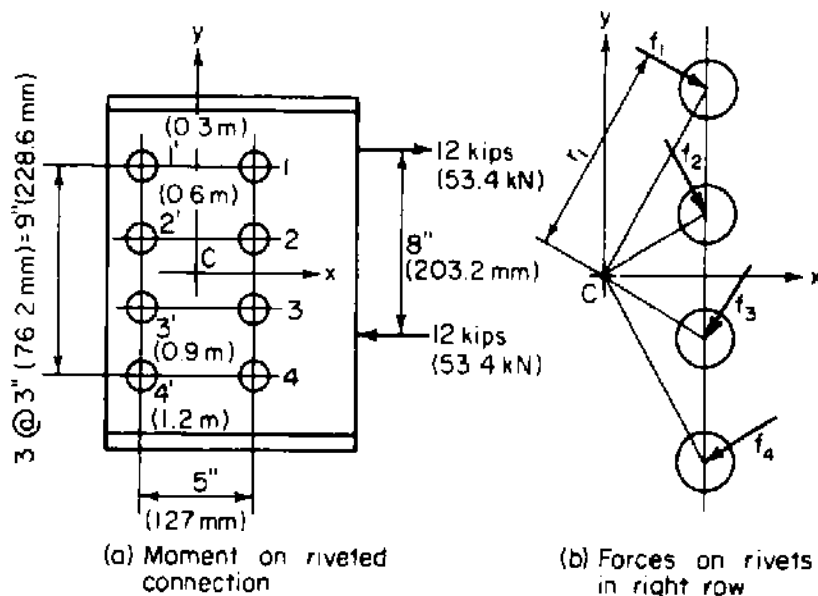 y
(0.3 m)
1'
1
12 kips
(53.4 kN)
(0.6 m)
2'
2
C
x
8"
(203.2 mm)
3'
3
12 kips
(53.4 kN)
(0.9 m)
4'
4
(1.2 m)
3 @ 3" (76.2 mm)=9"(228.6 mm)
5"
(127 mm)
(a) Moment on riveted
connection
y
f1
r1
f2
C
x
f3
f4
(b) Forces on rivets
in right row